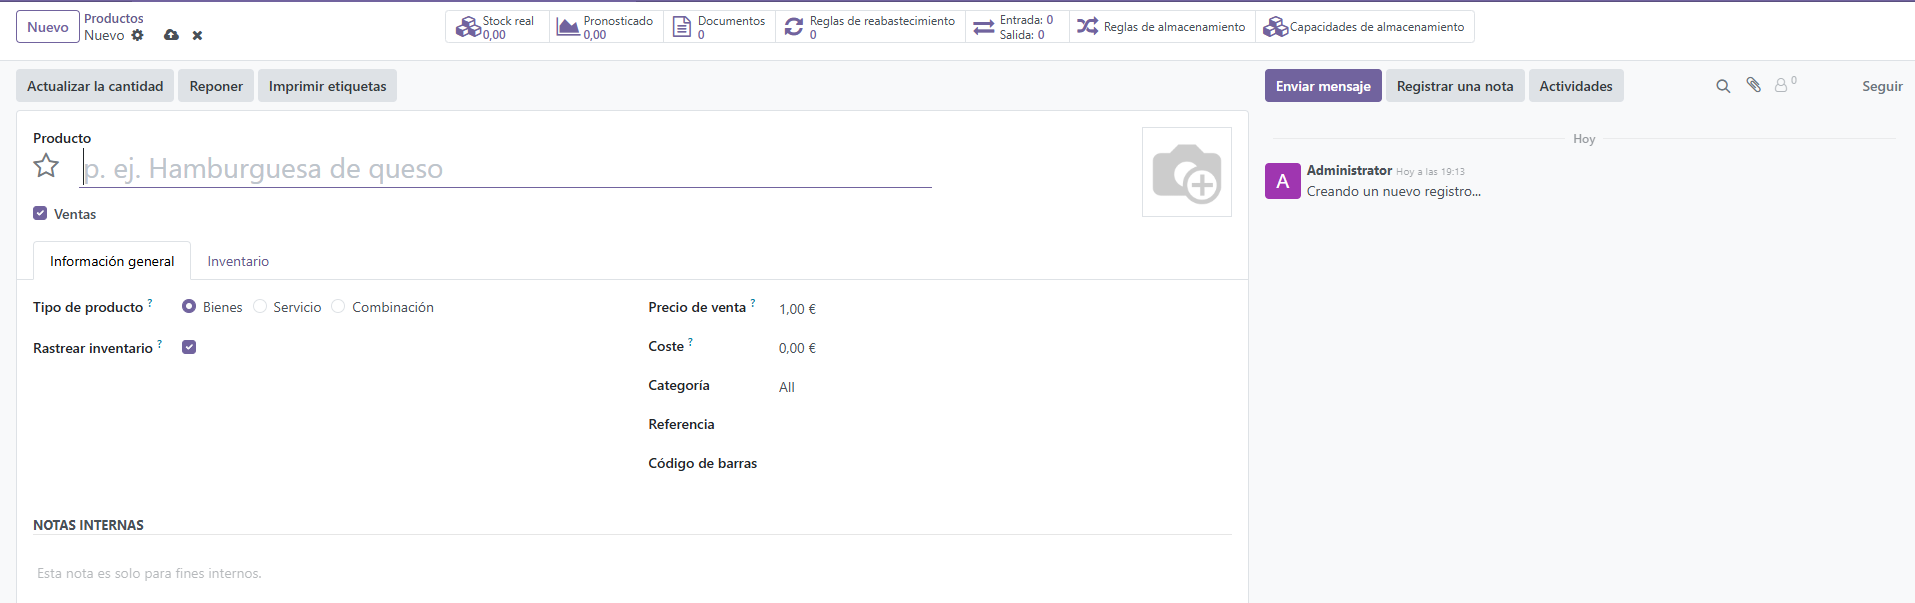 Nuevo
Productos
Nuevo
Stock real
0,00
Pronosticado
0,00
Documentos
0
Reglas de reabastecimiento
0
Entrada: 0
Salida: 0
Reglas de almacenamiento
Capacidades de almacenamiento
Actualizar la cantidad
Reponer
Imprimir etiquetas
Enviar mensaje
Registrar una nota
Actividades
0
Seguir
Producto
p. ej. Hamburguesa de queso
Ventas
Información general
Inventario
Tipo de producto ?
Bienes
Servicio
Combinación
Rastrear inventario ?
Precio de venta ? 1,00 €
Coste ? 0,00 €
Categoría All
Referencia
Código de barras
NOTAS INTERNAS
Esta nota es solo para fines internos.
Hoy
A
Administrator Hoy a las 19:13
Creando un nuevo registro...